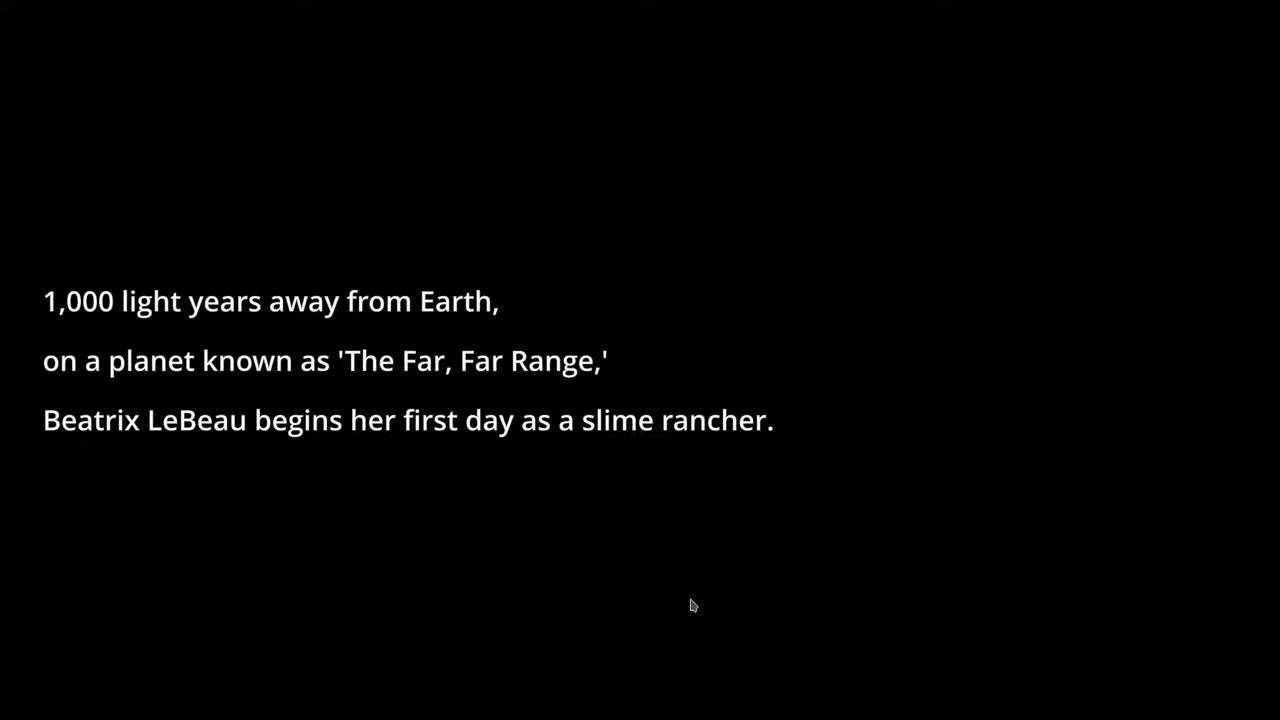 1,000 light years away from Earth,
on a planet known as 'The Far, Far Range,'
Beatrix LeBeau begins her first day as a slime rancher.